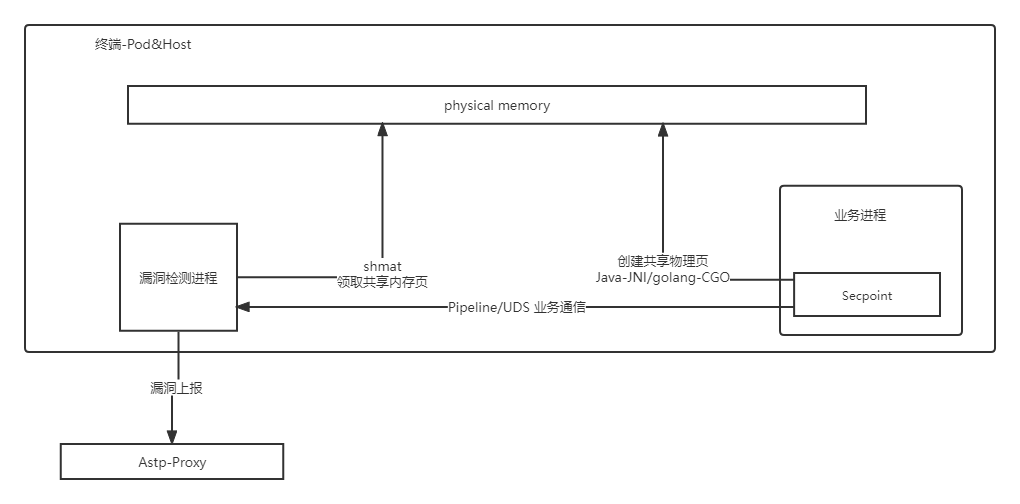 终端-Pod&Host
physical memory
业务进程
漏洞检测进程
shmat
领取共享内存页
创建共享物理页
Java-JNI/golang-CGO
Secpoint
Pipeline/UDS 业务通信
漏洞上报
Astp-Proxy